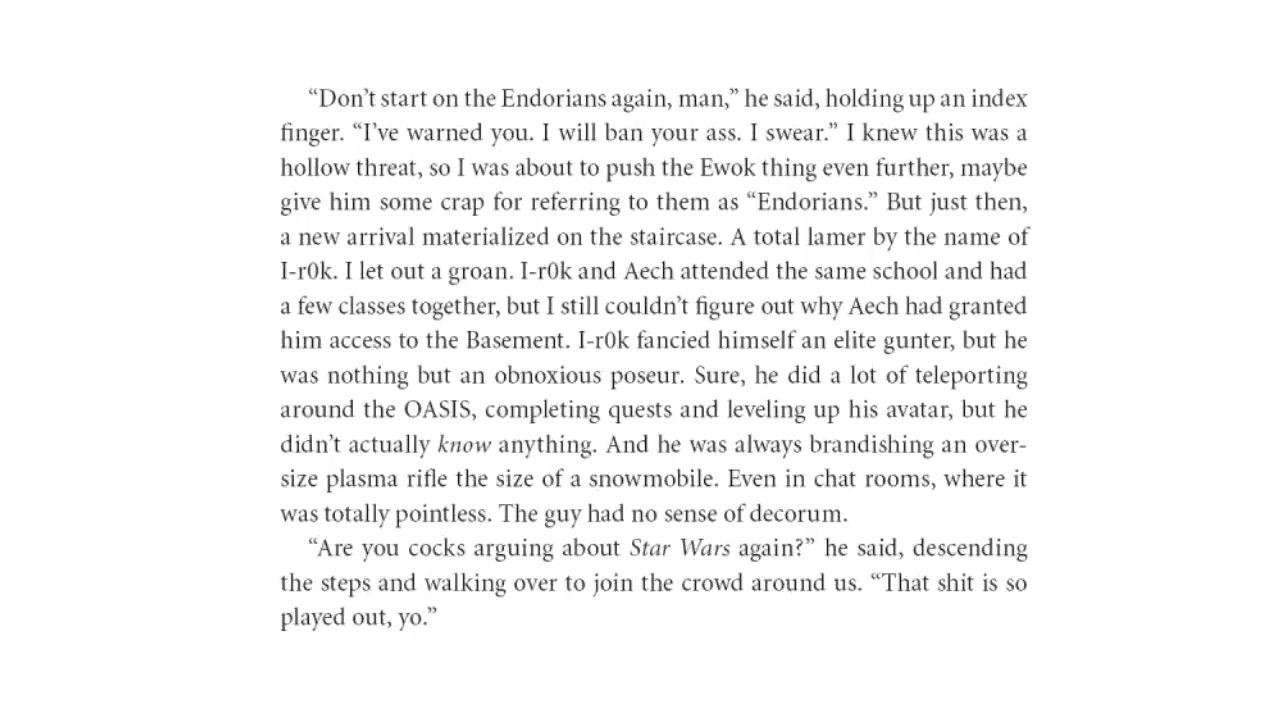 “Don’t start on the Endorians again, man,” he said, holding up an index
finger. “I’ve warned you. I will ban your ass. I swear.” I knew this was a
hollow threat, so I was about to push the Ewok thing even further, maybe
give him some crap for referring to them as “Endorians.” But just then,
a new arrival materialized on the staircase. A total lamer by the name of
I-r0k. I let out a groan. I-r0k and Aech attended the same school and had
a few classes together, but I still couldn’t figure out why Aech had granted
him access to the Basement. I-r0k fancied himself an elite gunter, but he
was nothing but an obnoxious poseur. Sure, he did a lot of teleporting
around the OASIS, completing quests and leveling up his avatar, but he
didn’t actually know anything. And he was always brandishing an over-
size plasma rifle the size of a snowmobile. Even in chat rooms, where it
was totally pointless. The guy had no sense of decorum.
“Are you cocks arguing about Star Wars again?” he said, descending
the steps and walking over to join the crowd around us. “That shit is so
played out, yo.”